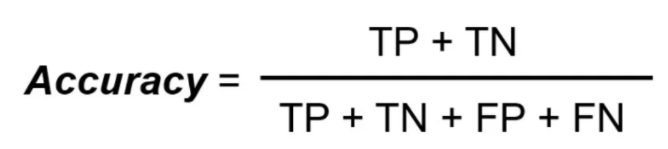 TP + TN
Accuracy =
TP + TN + FP + FN